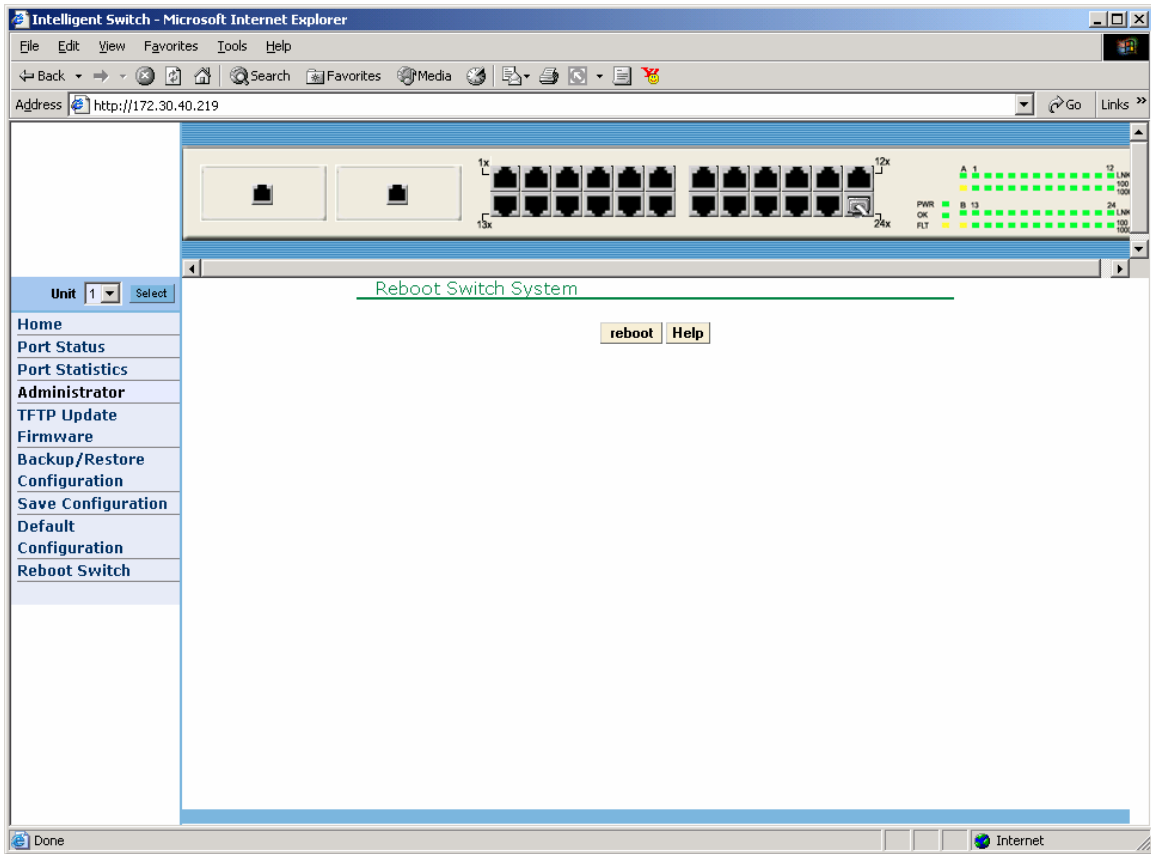 Intelligent Switch - Microsoft Internet Explorer
File Edit View Favorites Tools Help
Back Search Favorites Media
Address http://172.30.40.219 Go Links »
1x 12x
13x 24x
A 1 12 LNK
100
PWR B 13 24
OK LNK
FLT 100
Unit 1 Select
Reboot Switch System
reboot Help
Home
Port Status
Port Statistics
Administrator
TFTP Update
Firmware
Backup/Restore
Configuration
Save Configuration
Default
Configuration
Reboot Switch
Done Internet